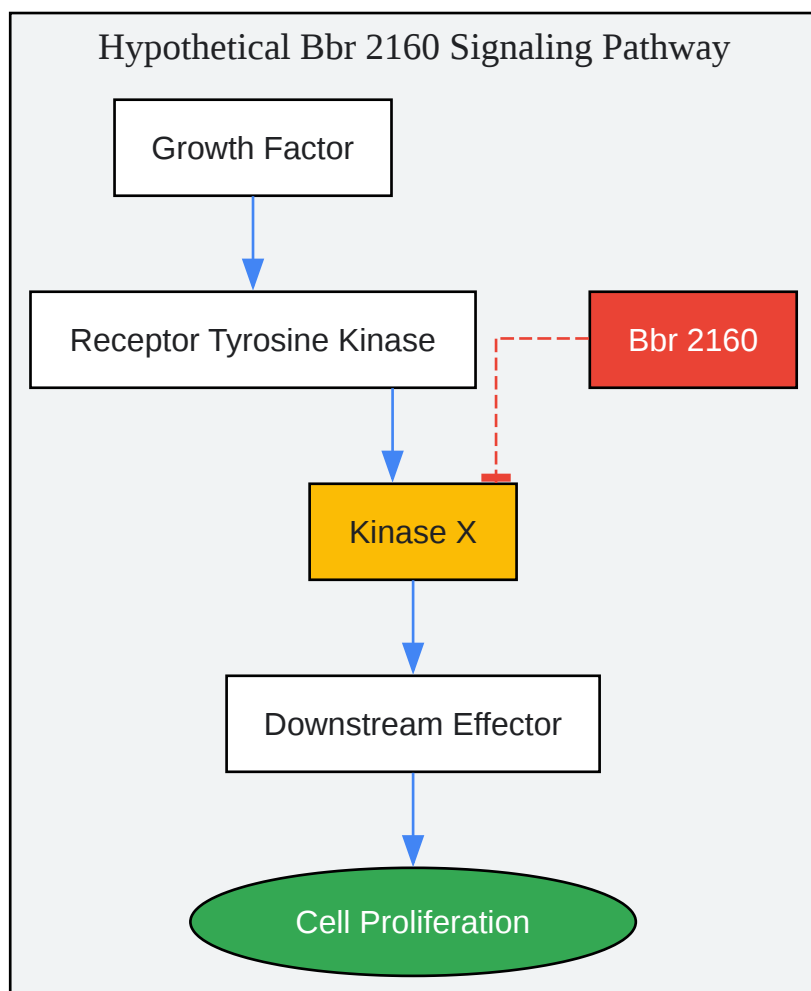 Hypothetical Bbr 2160 Signaling Pathway
Growth Factor
Receptor Tyrosine Kinase
Bbr 2160
Kinase X
Downstream Effector
Cell Proliferation